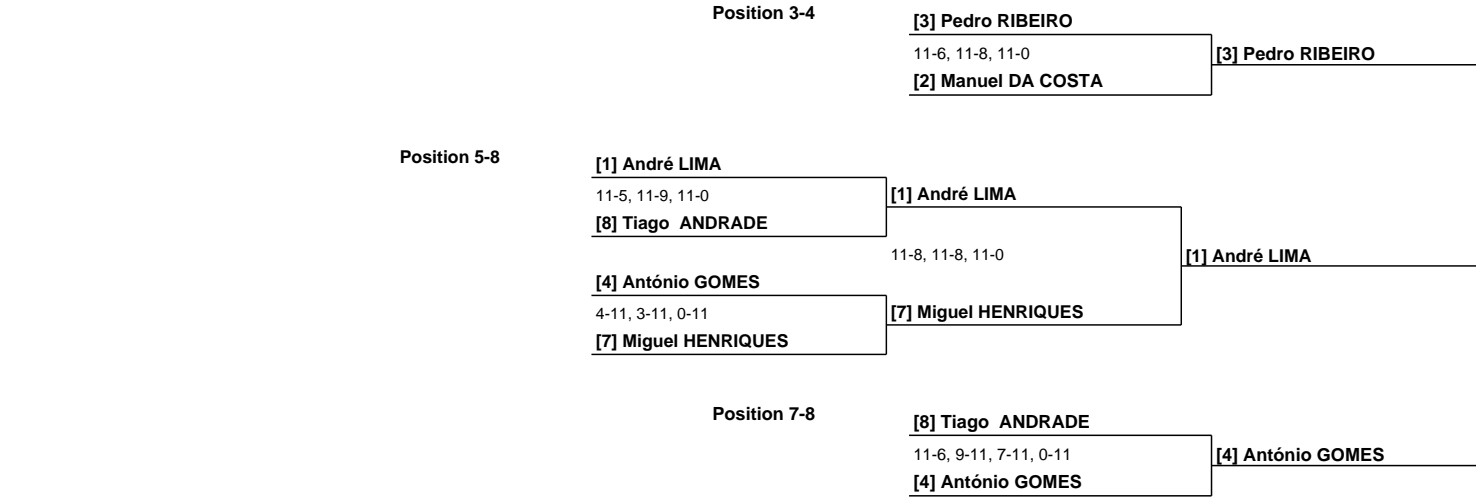 Position 3-4
[3] Pedro RIBEIRO
11-6, 11-8, 11-0
[3] Pedro RIBEIRO
[2] Manuel DA COSTA
Position 5-8
[1] André LIMA
11-5, 11-9, 11-0
[1] André LIMA
[8] Tiago  ANDRADE
11-8, 11-8, 11-0
[1] André LIMA
[4] António GOMES
4-11, 3-11, 0-11
[7] Miguel HENRIQUES
[7] Miguel HENRIQUES
Position 7-8
[8] Tiago  ANDRADE
11-6, 9-11, 7-11, 0-11
[4] António GOMES
[4] António GOMES